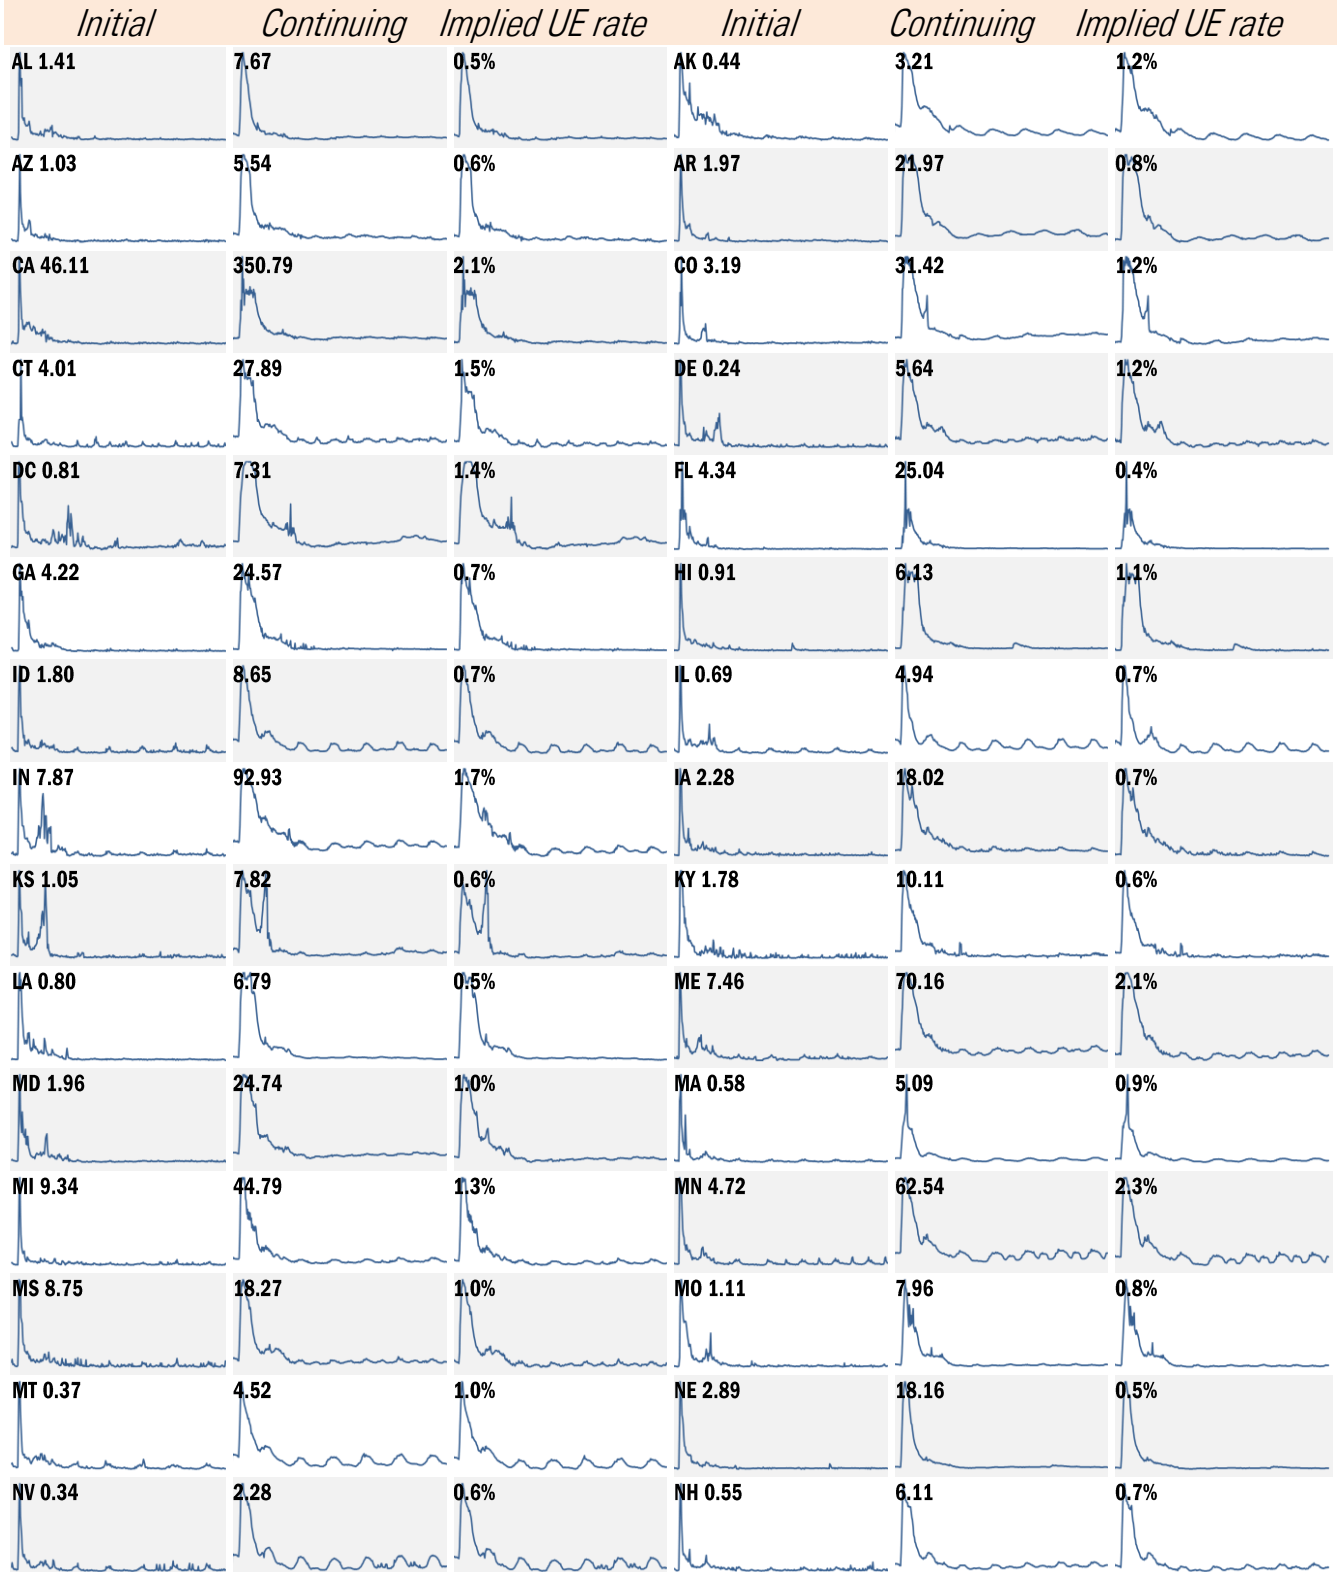 Initial Continuing Implied UE rate Initial Continuing Implied UE rate
AL 1.41 7.67 0.5% AK 0.44 3.21 1.2%
AZ 1.03 5.54 0.6% AR 1.97 21.97 0.8%
CA 46.11 350.79 2.1% CO 3.19 31.42 1.2%
CT 4.01 27.89 1.5% DE 0.24 5.64 1.2%
DC 0.81 7.31 1.4% FL 4.34 25.04 0.4%
GA 4.22 24.57 0.7% HI 0.91 6.13 1.1%
ID 1.80 8.65 0.7% IL 0.69 4.94 0.7%
IN 7.87 92.93 1.7% IA 2.28 18.02 0.7%
KS 1.05 7.82 0.6% KY 1.78 10.11 0.6%
LA 0.80 6.79 0.5% ME 7.46 70.16 2.1%
MD 1.96 24.74 1.0% MA 0.58 5.09 0.9%
MI 9.34 44.79 1.3% MN 4.72 62.54 2.3%
MS 8.75 18.27 1.0% MO 1.11 7.96 0.8%
MT 0.37 4.52 1.0% NE 2.89 18.16 0.5%
NV 0.34 2.28 0.6% NH 0.55 6.11 0.7%